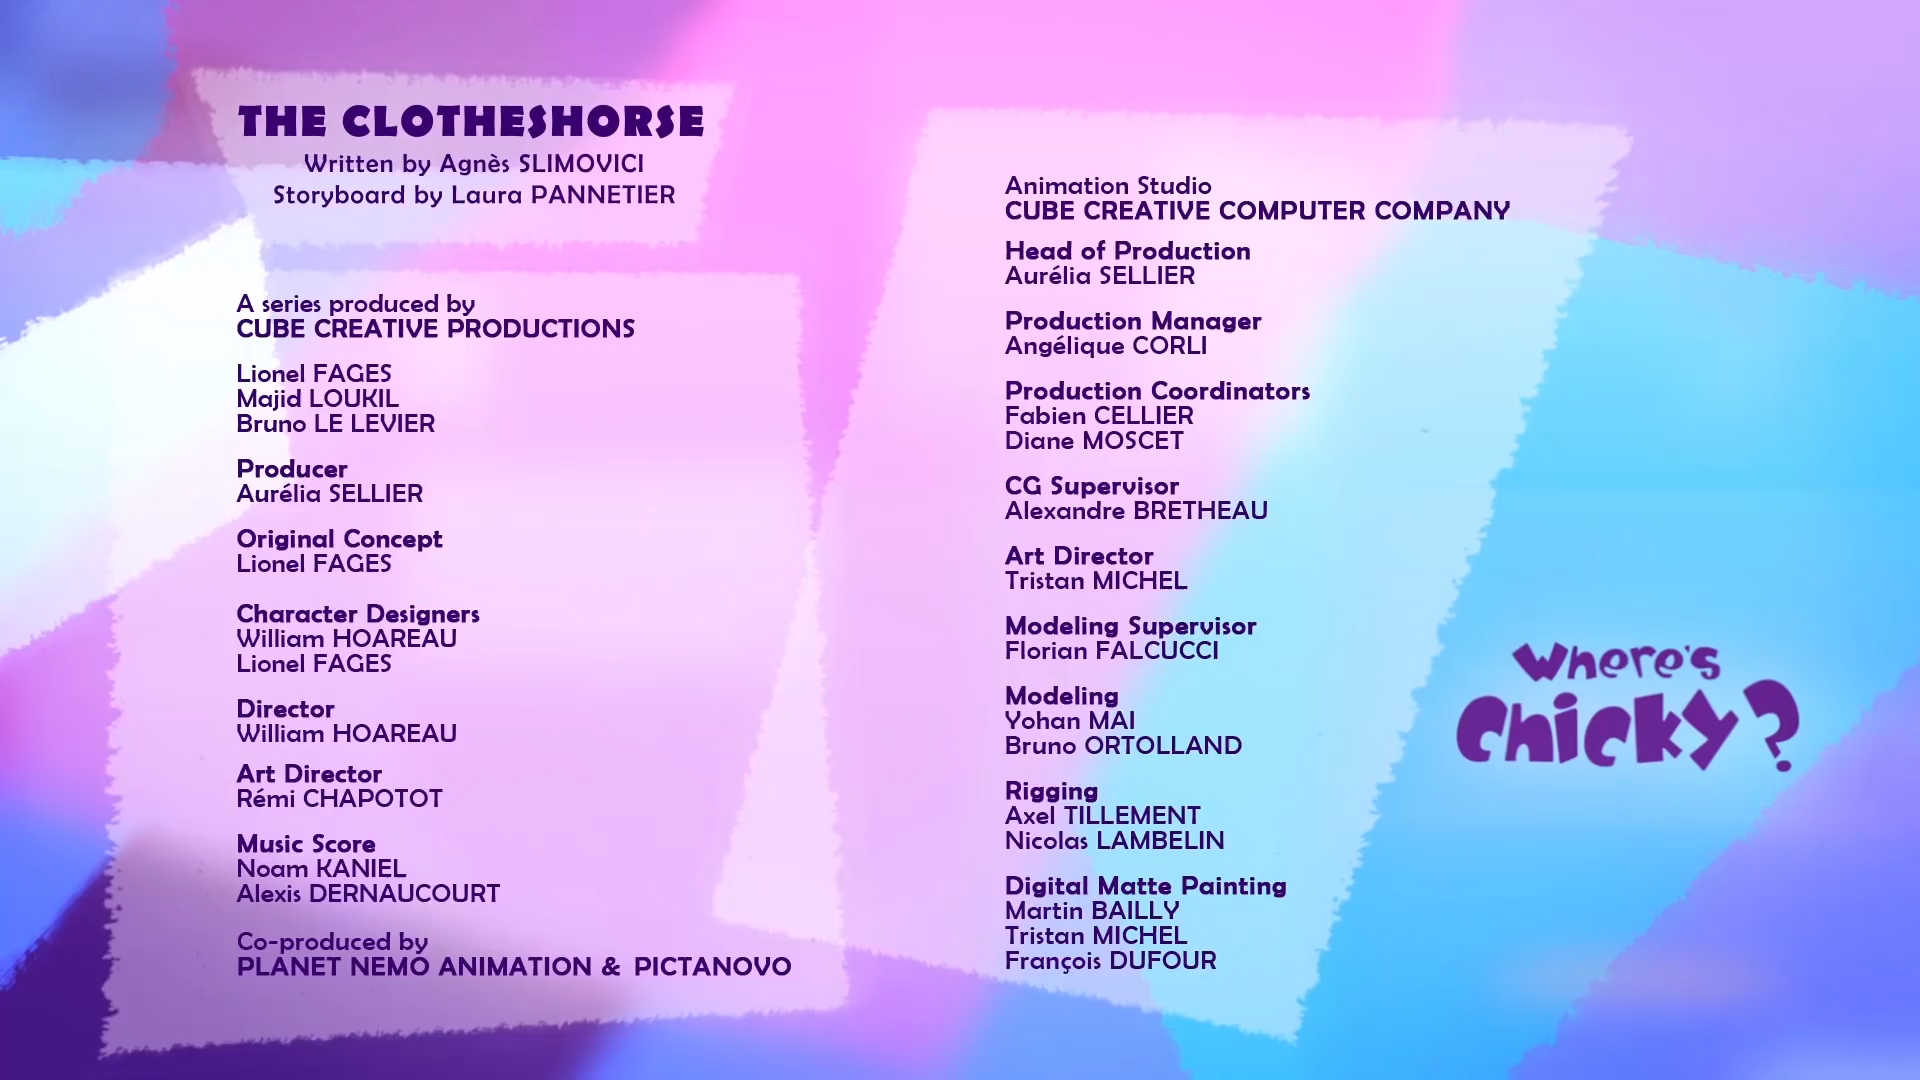 THE CLOTHESHORSE
Written by Agnès SLIMOVICI
Storyboard by Laura PANNETIER
A series produced by
CUBE CREATIVE PRODUCTIONS
Lionel FAGES
Majid LOUKIL
Bruno LE LEVIER
Producer
Aurélia SELLIER
Original Concept
Lionel FAGES
Character Designers
William HOAREAU
Lionel FAGES
Director
William HOAREAU
Art Director
Rémi CHAPOTOT
Music Score
Noam KANIEL
Alexis DERNAUCOURT
Co-produced by
PLANET NEMO ANIMATION & PICTANOVO
Animation Studio
CUBE CREATIVE COMPUTER COMPANY
Head of Production
Aurélia SELLIER
Production Manager
Angélique CORLI
Production Coordinators
Fabien CELLIER
Diane MOSCET
CG Supervisor
Alexandre BRETHEAU
Art Director
Tristan MICHEL
Modeling Supervisor
Florian FALCUCCI
Modeling
Yohan MAI
Bruno ORTOLLAND
Rigging
Axel TILLEMENT
Nicolas LAMBELIN
Digital Matte Painting
Martin BAILLY
Tristan MICHEL
François DUFOUR
Where's
Chicky?